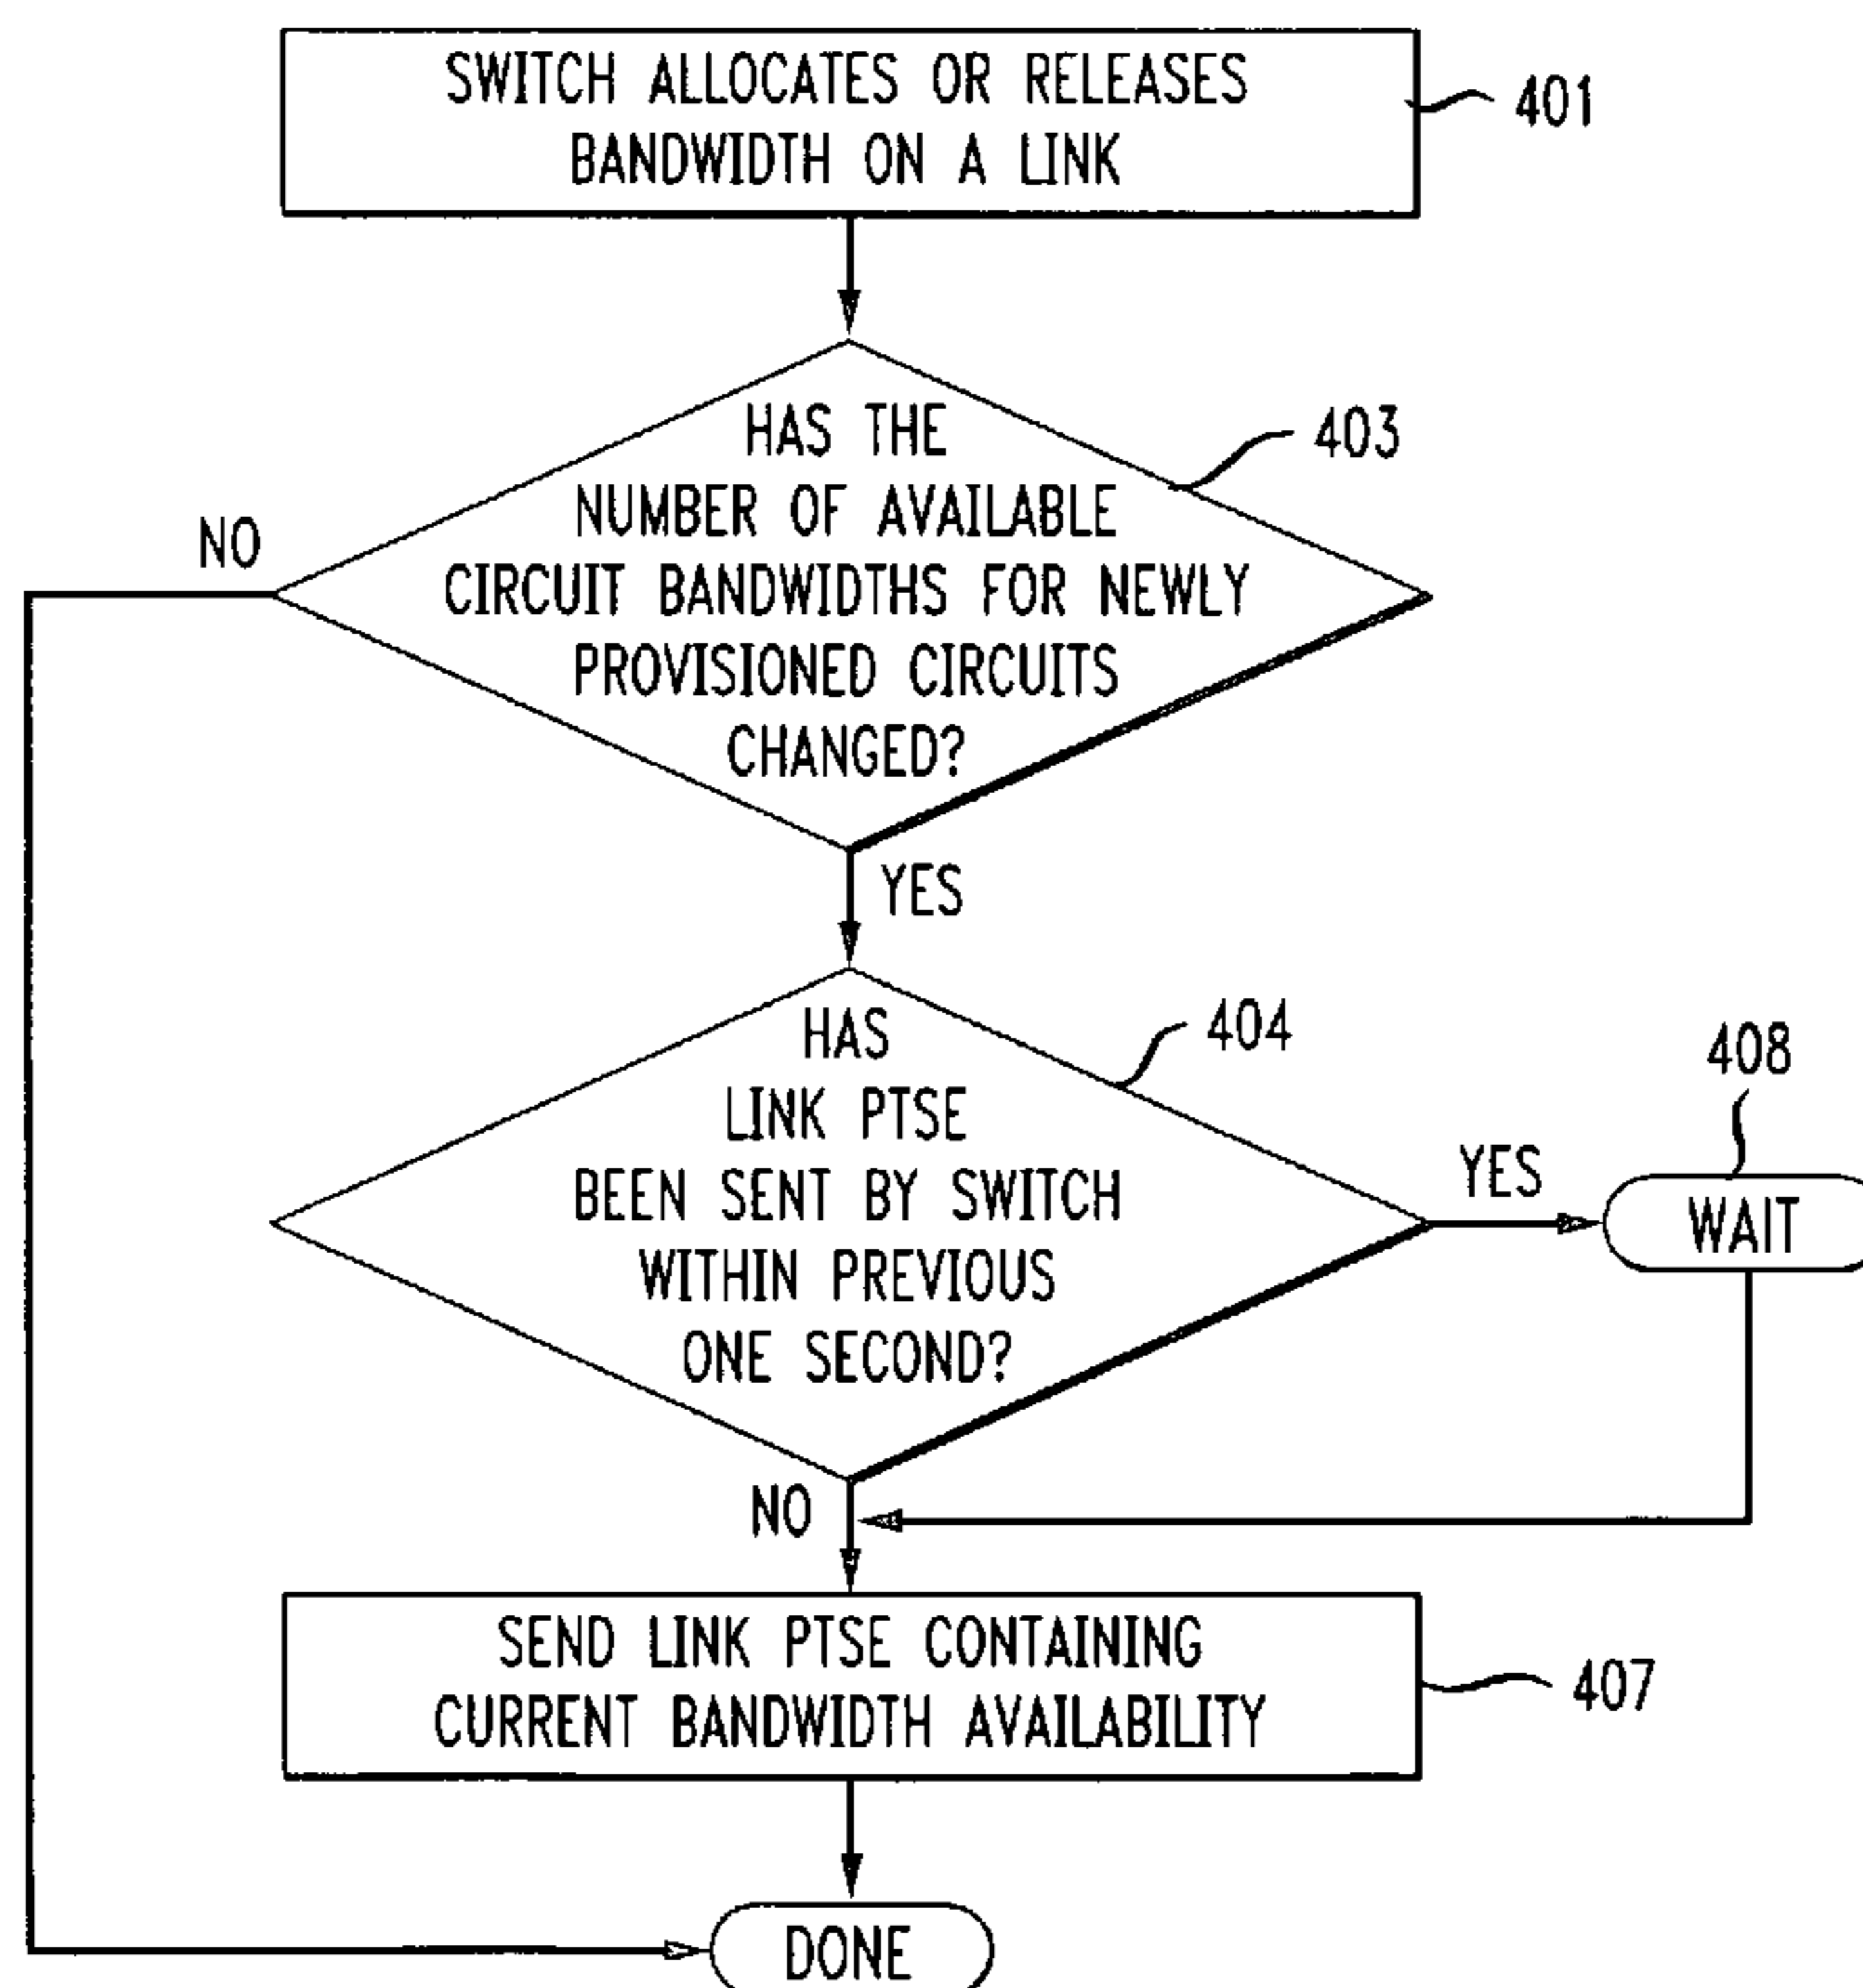 SWITCH ALLOCATES OR RELEASES
BANDWIDTH ON A LINK
401
HAS THE
NUMBER OF AVAILABLE
CIRCUIT BANDWIDTHS FOR NEWLY
PROVISIONED CIRCUITS
CHANGED?
403
NO
YES
HAS
LINK PTSE
BEEN SENT BY SWITCH
WITHIN PREVIOUS
ONE SECOND?
404
YES
408
WAIT
NO
SEND LINK PTSE CONTAINING
CURRENT BANDWIDTH AVAILABILITY
407
DONE